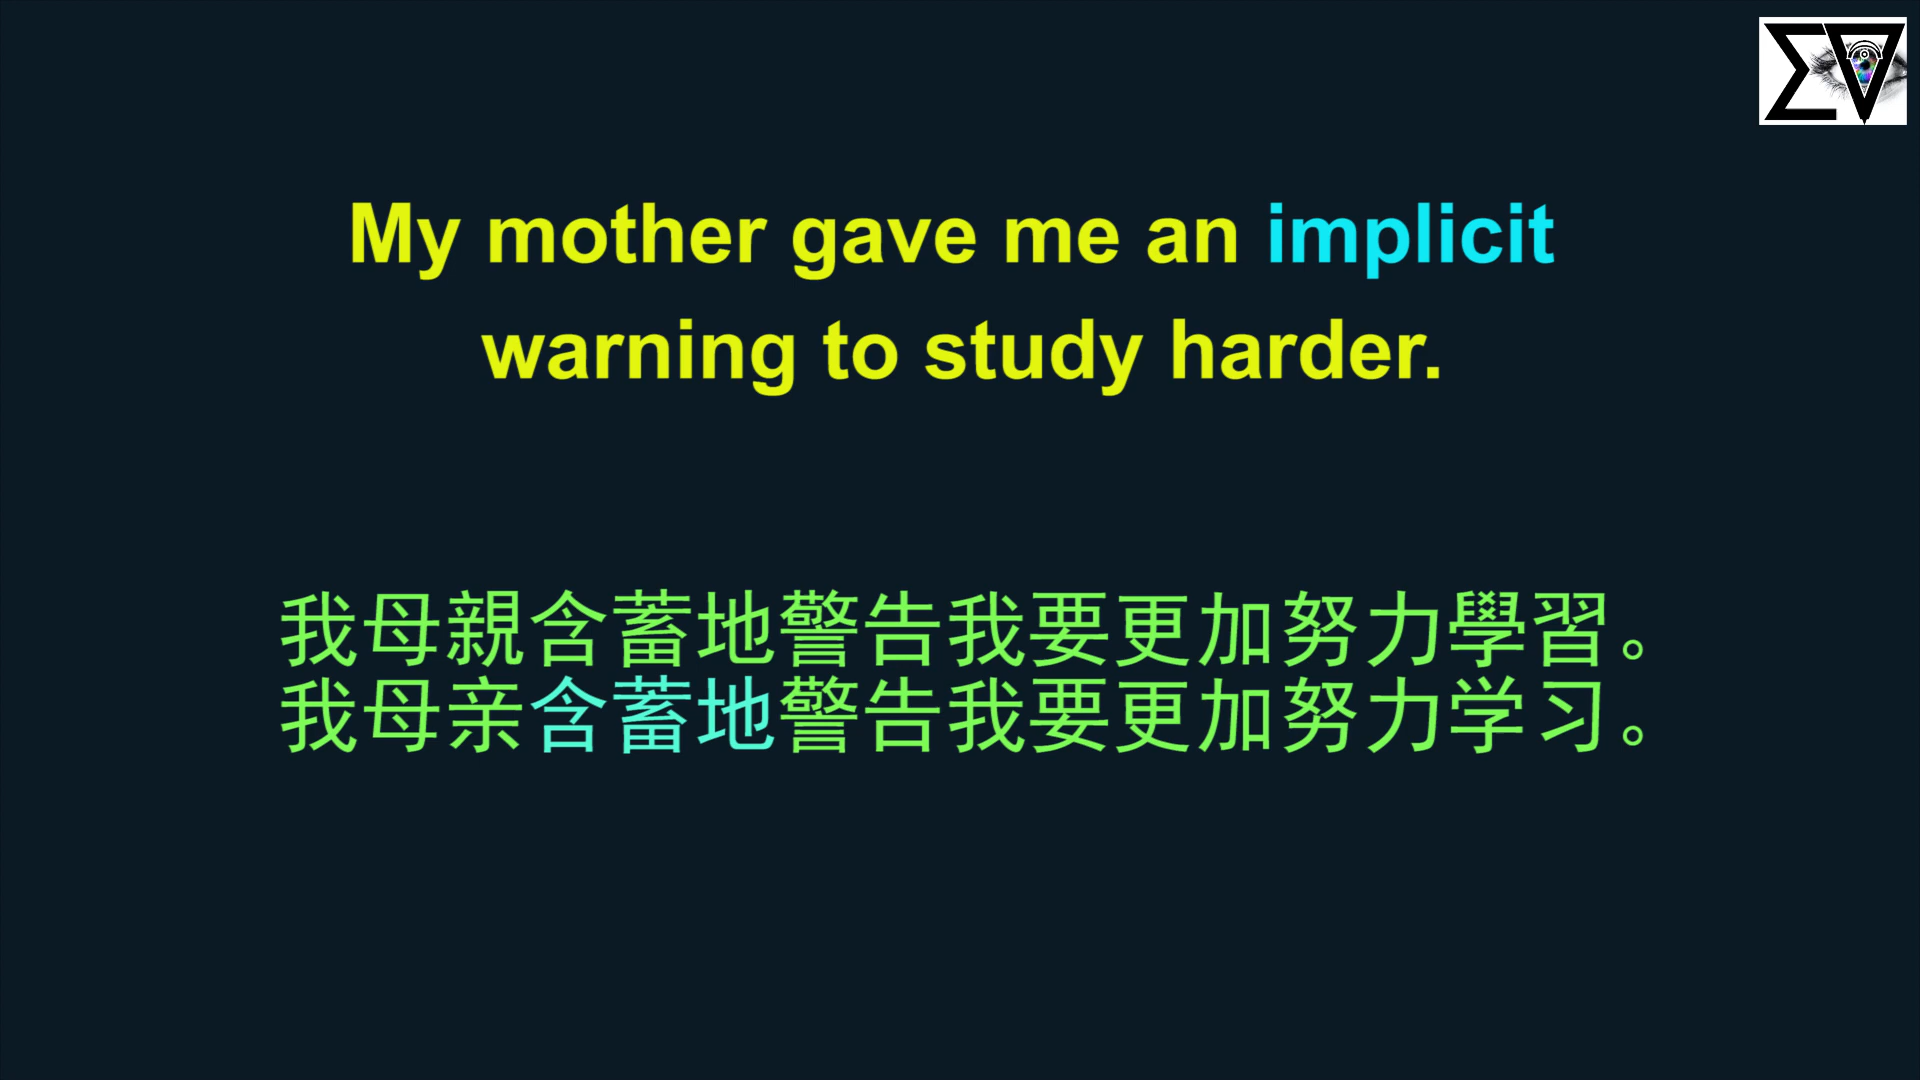 My mother gave me an implicit
warning to study harder.
我母親含蓄地警告我要更加努力學習。
我母亲含蓄地警告我要更加努力学习。